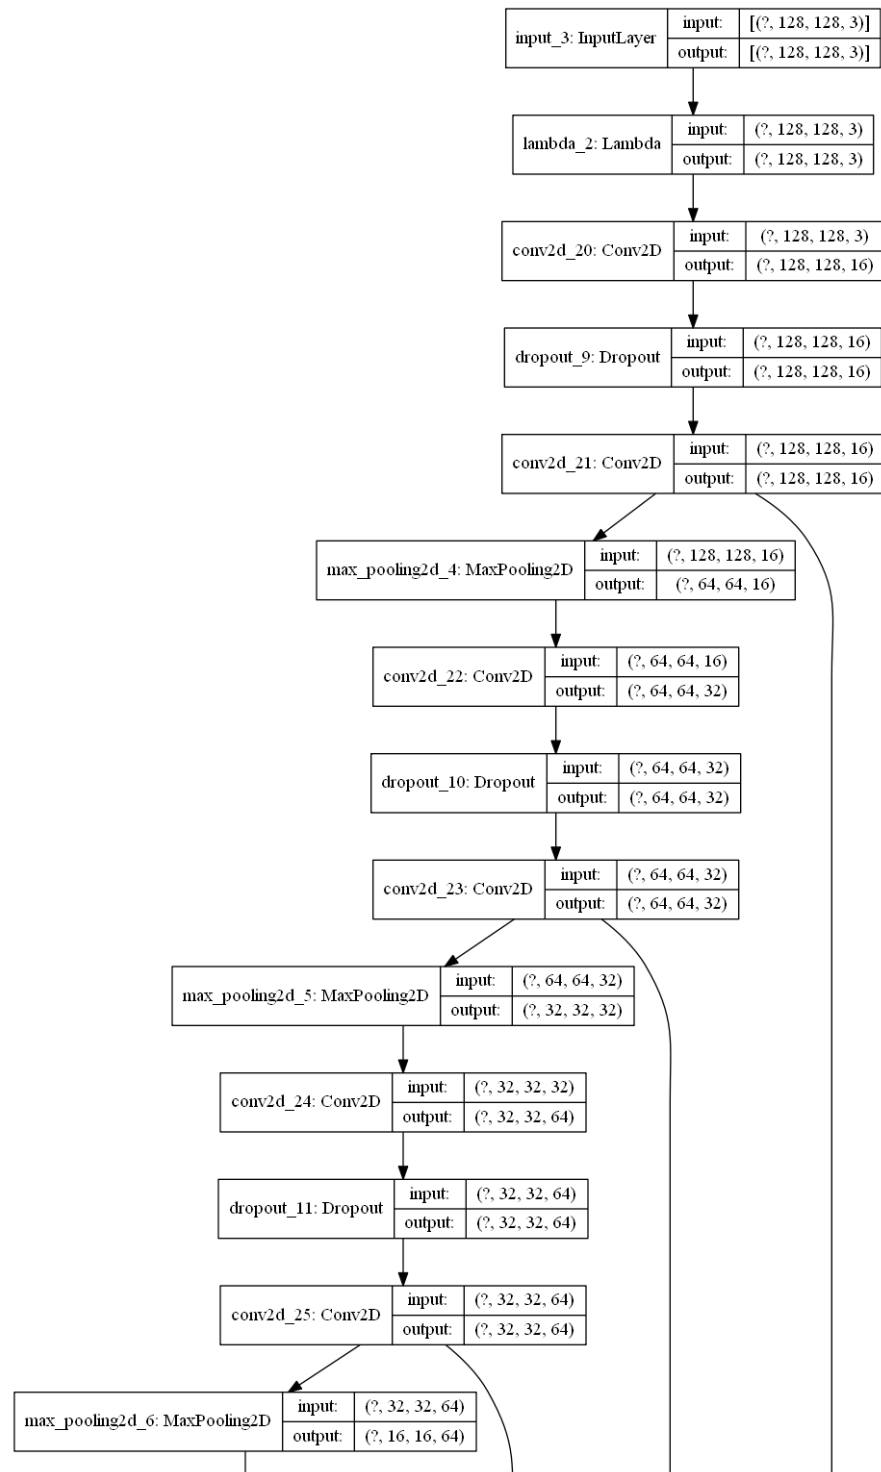 input_3: InputLayer
input: [(?, 128, 128, 3)]
output: [(?, 128, 128, 3)]
lambda_2: Lambda
input: (?, 128, 128, 3)
output: (?, 128, 128, 3)
conv2d_20: Conv2D
input: (?, 128, 128, 3)
output: (?, 128, 128, 16)
dropout_9: Dropout
input: (?, 128, 128, 16)
output: (?, 128, 128, 16)
conv2d_21: Conv2D
input: (?, 128, 128, 16)
output: (?, 128, 128, 16)
max_pooling2d_4: MaxPooling2D
input: (?, 128, 128, 16)
output: (?, 64, 64, 16)
conv2d_22: Conv2D
input: (?, 64, 64, 16)
output: (?, 64, 64, 32)
dropout_10: Dropout
input: (?, 64, 64, 32)
output: (?, 64, 64, 32)
conv2d_23: Conv2D
input: (?, 64, 64, 32)
output: (?, 64, 64, 32)
max_pooling2d_5: MaxPooling2D
input: (?, 64, 64, 32)
output: (?, 32, 32, 32)
conv2d_24: Conv2D
input: (?, 32, 32, 32)
output: (?, 32, 32, 64)
dropout_11: Dropout
input: (?, 32, 32, 64)
output: (?, 32, 32, 64)
conv2d_25: Conv2D
input: (?, 32, 32, 64)
output: (?, 32, 32, 64)
max_pooling2d_6: MaxPooling2D
input: (?, 32, 32, 64)
output: (?, 16, 16, 64)